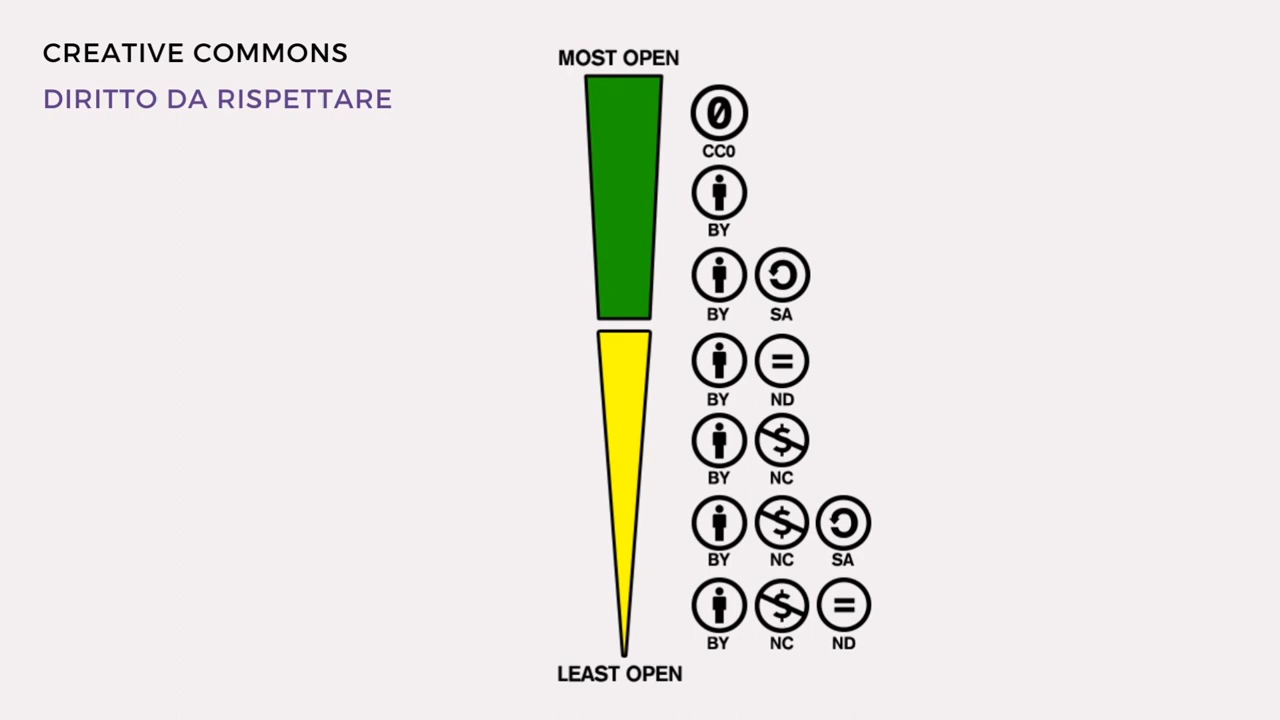 CREATIVE COMMONS
DIRITTO DA RISPETTARE
MOST OPEN
0
CC0
BY
BY SA
BY ND
$
BY NC
$
BY NC SA
$
BY NC ND
LEAST OPEN